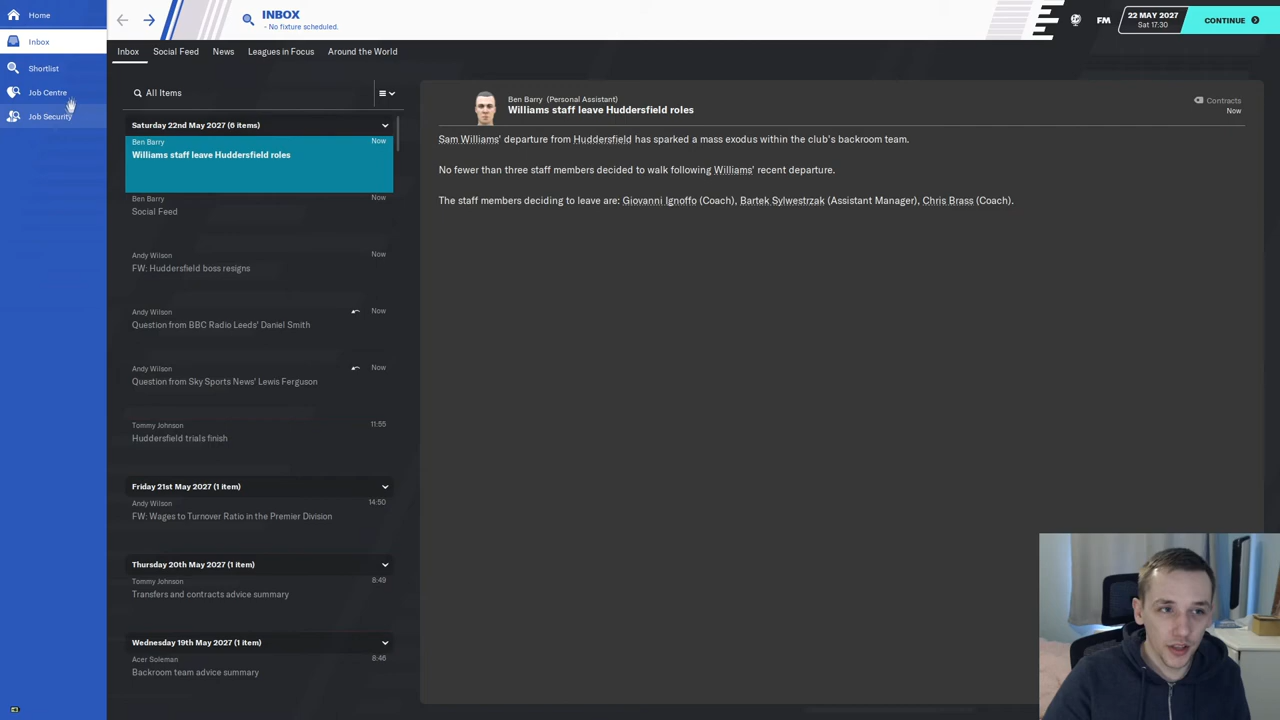 Home
Inbox
Shortlist
Job Centre
Job Security
INBOX
- No fixture scheduled.
FM
22 MAY 2027
Sat 17:30
CONTINUE
Inbox Social Feed News Leagues in Focus Around the World
All Items
Saturday 22nd May 2027 (6 items)
Ben Barry Now
Williams staff leave Huddersfield roles
Ben Barry Now
Social Feed
Andy Wilson Now
FW: Huddersfield boss resigns
Andy Wilson Now
Question from BBC Radio Leeds' Daniel Smith
Andy Wilson Now
Question from Sky Sports News' Lewis Ferguson
Tommy Johnson 11:55
Huddersfield trials finish
Friday 21st May 2027 (1 item)
Andy Wilson 14:50
FW: Wages to Turnover Ratio in the Premier Division
Thursday 20th May 2027 (1 item)
Tommy Johnson 8:49
Transfers and contracts advice summary
Wednesday 19th May 2027 (1 item)
Acer Soleman 8:46
Backroom team advice summary
Ben Barry (Personal Assistant)
Williams staff leave Huddersfield roles
Contracts
Now
Sam Williams' departure from Huddersfield has sparked a mass exodus within the club's backroom team.
No fewer than three staff members decided to walk following Williams' recent departure.
The staff members deciding to leave are: Giovanni Ignoffo (Coach), Bartek Sylwestrzak (Assistant Manager), Chris Brass (Coach).